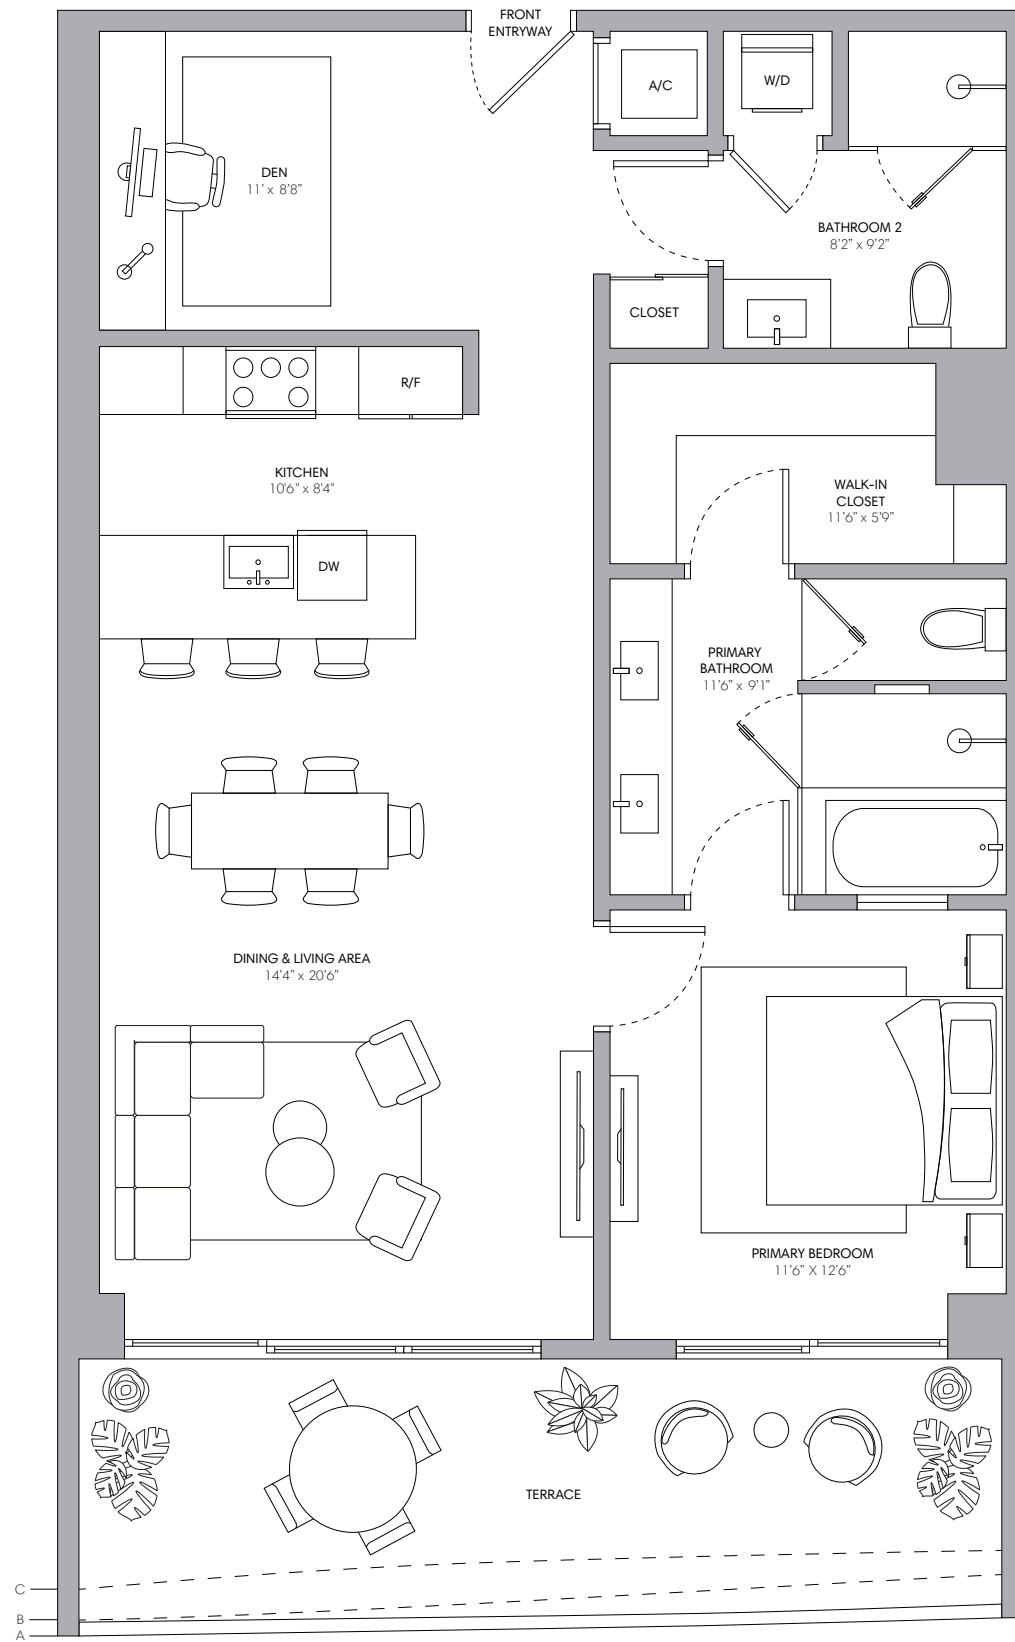 FRONT
ENTRYWAY
A/C
W/D
DEN
11' x 8'8"
BATHROOM 2
8'2" x 9'2"
CLOSET
R/F
KITCHEN
10'6" x 8'4"
WALK-IN
CLOSET
11'6" x 5'9"
DW
PRIMARY
BATHROOM
11'6" x 9'1"
DINING & LIVING AREA
14'4" x 20'6"
PRIMARY BEDROOM
11'6" X 12'6"
TERRACE
C
B
A